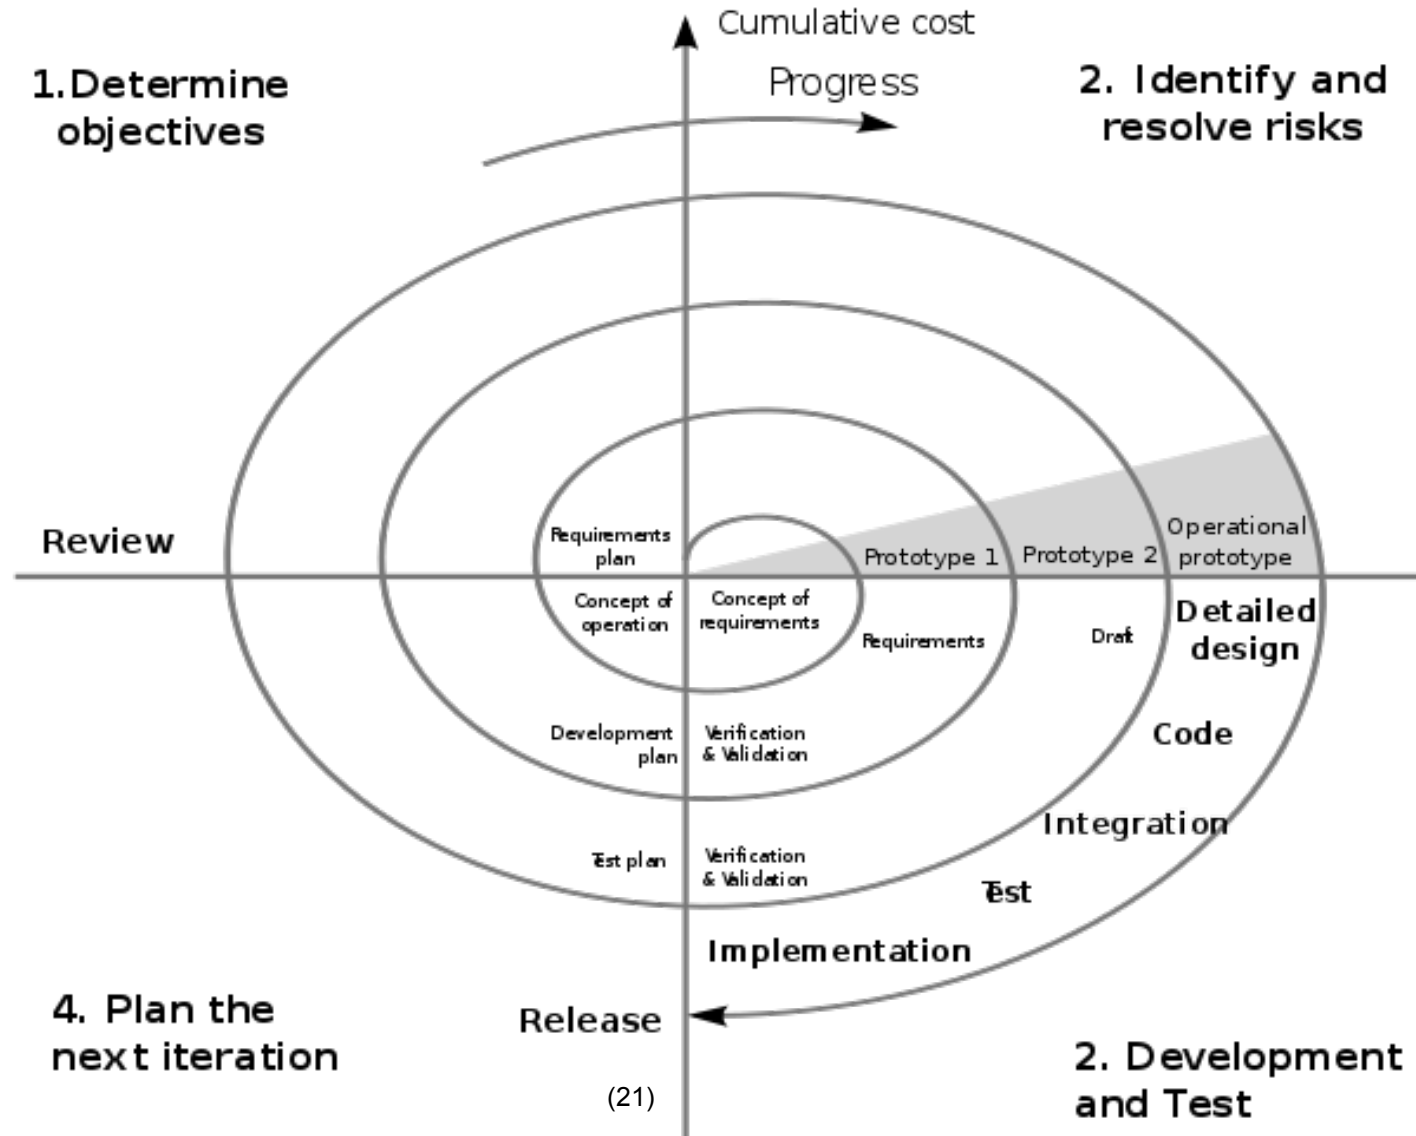 Cumulative cost
Progress
1.Determine
objectives
2. Identify and
resolve risks
Requirements
plan
Review
Prototype 1
Prototype 2
Operational
prototype
Concept of
operation
Concept of
requirements
Requirements
Draft
Detailed
design
Development
plan
Verification
& Validation
Code
Integration
Test plan
Verification
& Validation
Test
Implementation
Release
4. Plan the
next iteration
2. Development
and Test
(21)